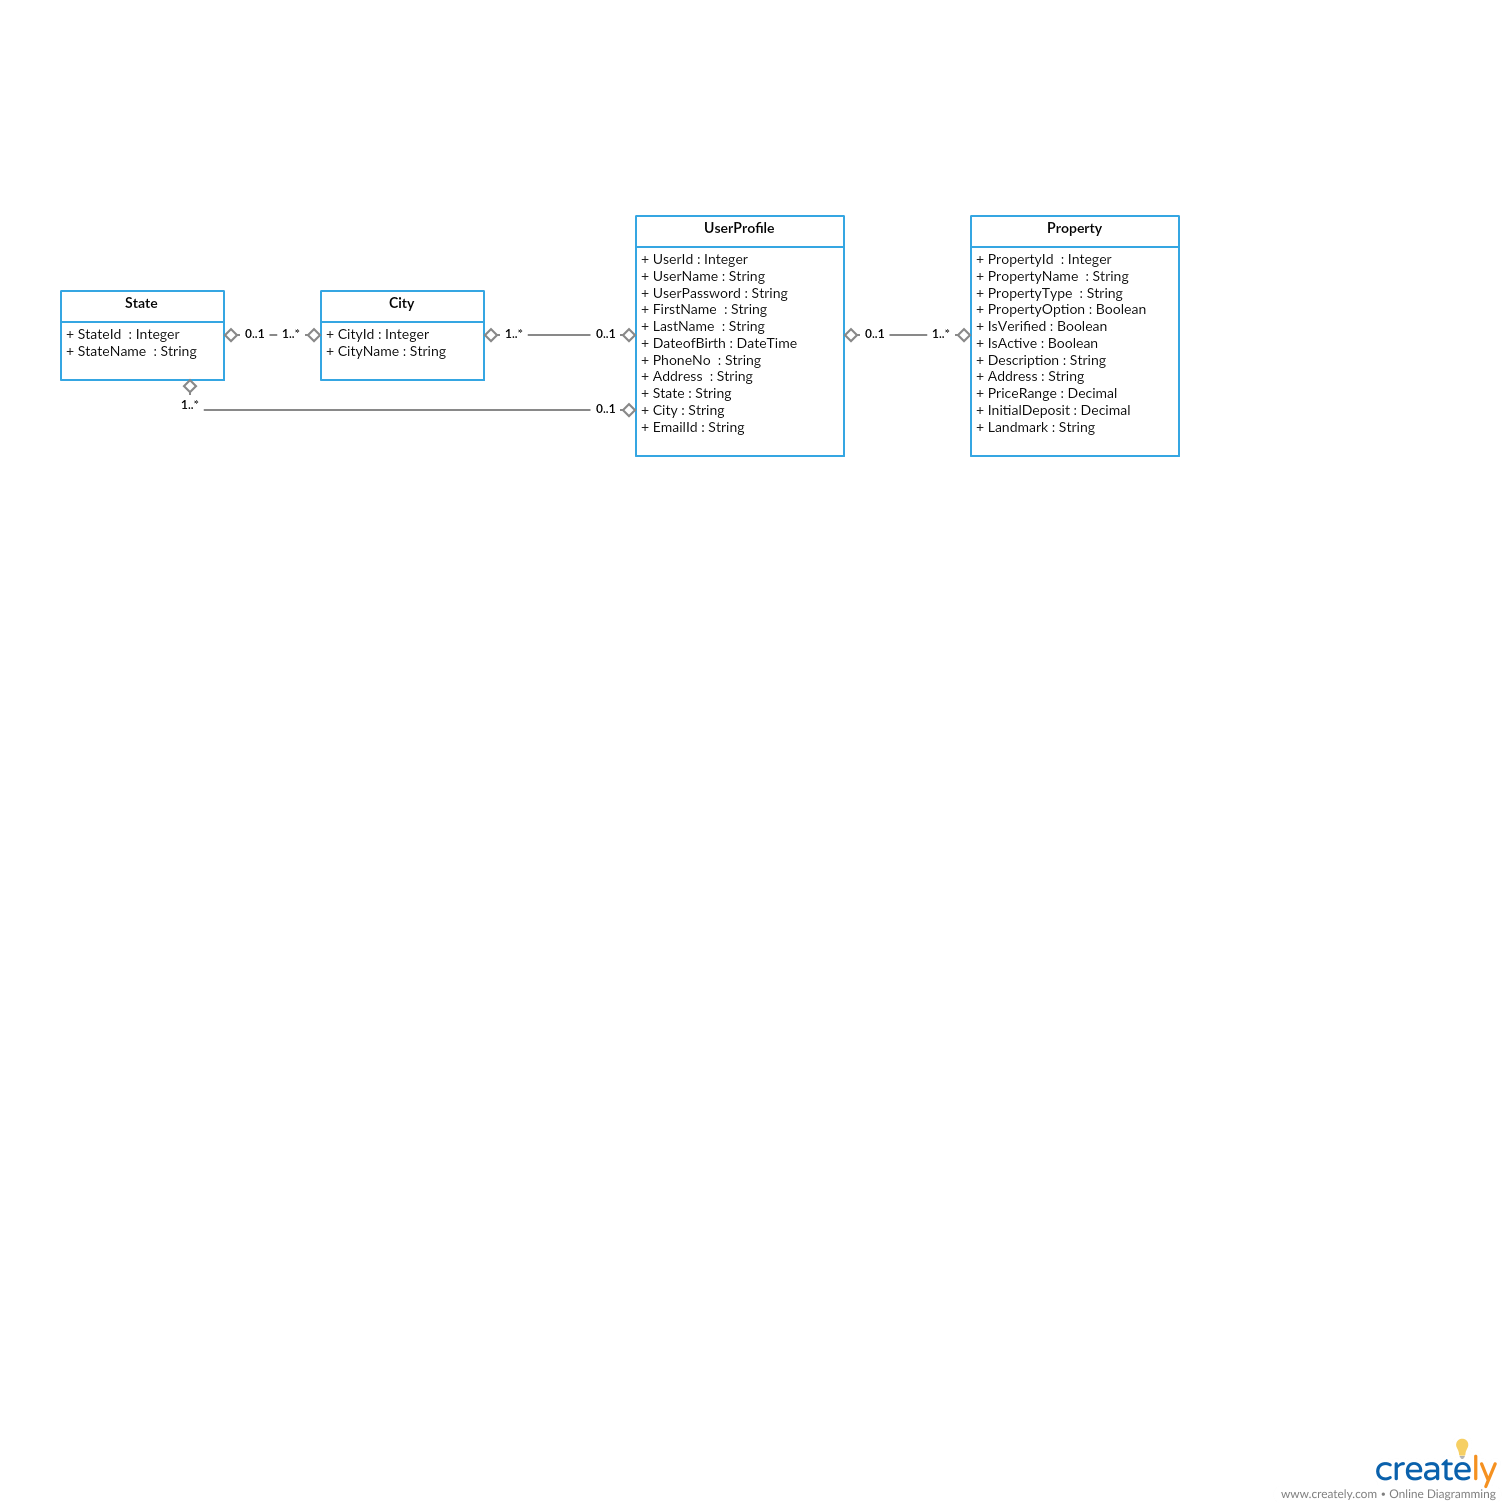 State
+ StateId  : Integer
+ StateName  : String
0..1
1..*
City
+ CityId : Integer
+ CityName : String
1..*
0..1
1..*
0..1
UserProfile
+ UserId : Integer
+ UserName : String
+ UserPassword : String
+ FirstName  : String
+ LastName  : String
+ DateofBirth : DateTime
+ PhoneNo  : String
+ Address  : String
+ State : String
+ City : String
+ EmailId : String
0..1
1..*
Property
+ PropertyId  : Integer
+ PropertyName  : String
+ PropertyType  : String
+ PropertyOption : Boolean
+ IsVerified : Boolean
+ IsActive : Boolean
+ Description : String
+ Address : String
+ PriceRange : Decimal
+ InitialDeposit : Decimal
+ Landmark : String
creately
www.creately.com • Online Diagramming